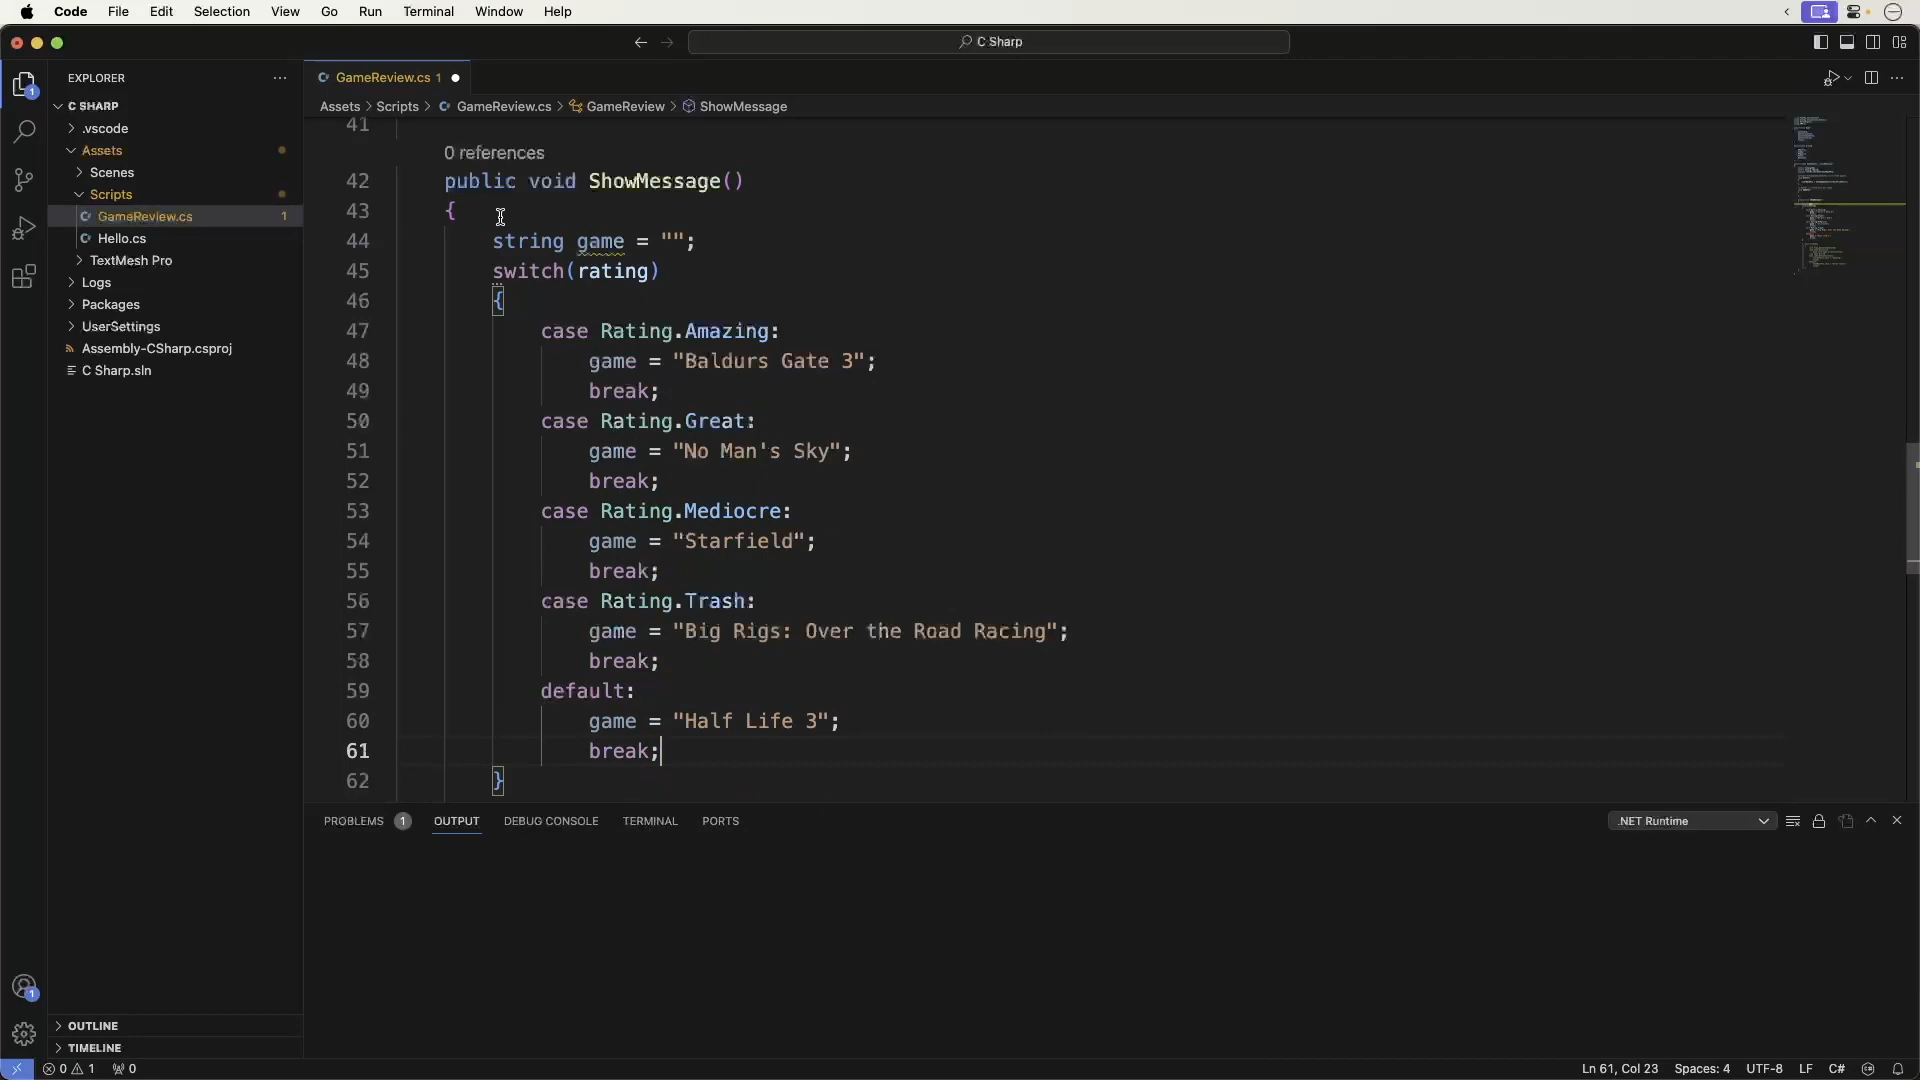 Code File Edit Selection View Go Run Terminal Window Help
C Sharp
EXPLORER
C SHARP
.vscode
Assets
Scenes
Scripts
GameReview.cs 1
Hello.cs
TextMesh Pro
Logs
Packages
UserSettings
Assembly-CSharp.csproj
C Sharp.sln
OUTLINE
TIMELINE
GameReview.cs 1
Assets > Scripts > GameReview.cs > GameReview > ShowMessage
41
0 references
42 public void ShowMessage()
43 {
44 string game = "";
45 switch(rating)
46 {
47 case Rating.Amazing:
48 game = "Baldurs Gate 3";
49 break;
50 case Rating.Great:
51 game = "No Man's Sky";
52 break;
53 case Rating.Mediocre:
54 game = "Starfield";
55 break;
56 case Rating.Trash:
57 game = "Big Rigs: Over the Road Racing";
58 break;
59 default:
60 game = "Half Life 3";
61 break;
62 }
PROBLEMS 1 OUTPUT DEBUG CONSOLE TERMINAL PORTS
.NET Runtime
1
1
0 1 0
Ln 61, Col 23 Spaces: 4 UTF-8 LF C#